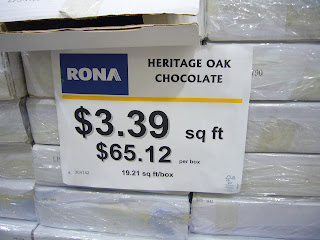 RONA
HERITAGE OAK
CHOCOLATE
$3.39 sq ft
$65.12 per box
19.21 sq ft/box